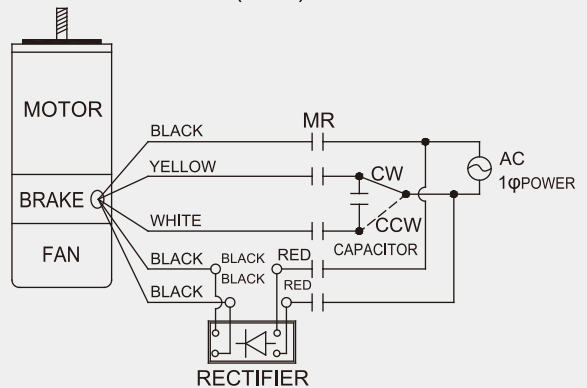 MOTOR
BRAKE
FAN
BLACK
MR
YELLOW
CW
AC
1φPOWER
WHITE
CCW
CAPACITOR
BLACK
BLACK
BLACK
RED
BLACK
RED
RECTIFIER